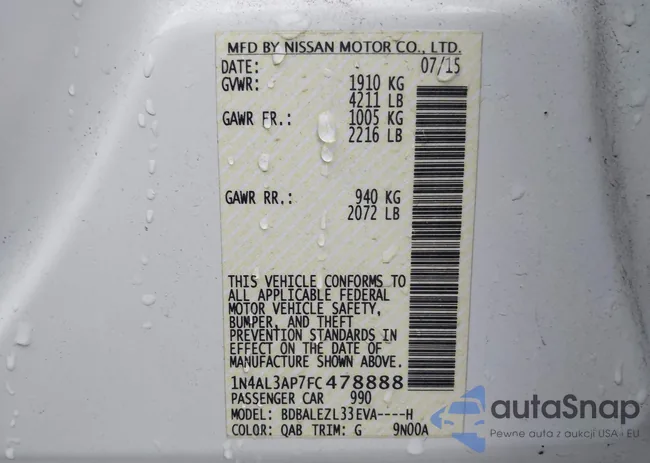 MFD BY NISSAN MOTOR CO., LTD.
DATE: 07/15
GVWR: 1910 KG
4211 LB
GAWR FR.: 1005 KG
2216 LB
GAWR RR.: 940 KG
2072 LB
THIS VEHICLE CONFORMS TO
ALL APPLICABLE FEDERAL
MOTOR VEHICLE SAFETY,
BUMPER, AND THEFT
PREVENTION STANDARDS IN
EFFECT ON THE DATE OF
MANUFACTURE SHOWN ABOVE.
1N4AL3AP7FC478888
PASSENGER CAR 990
MODEL: BDBALEZL33EVA----H
COLOR: QAB TRIM: G 9N00A
autoSnap
Pewne auta z aukcji USA i EU